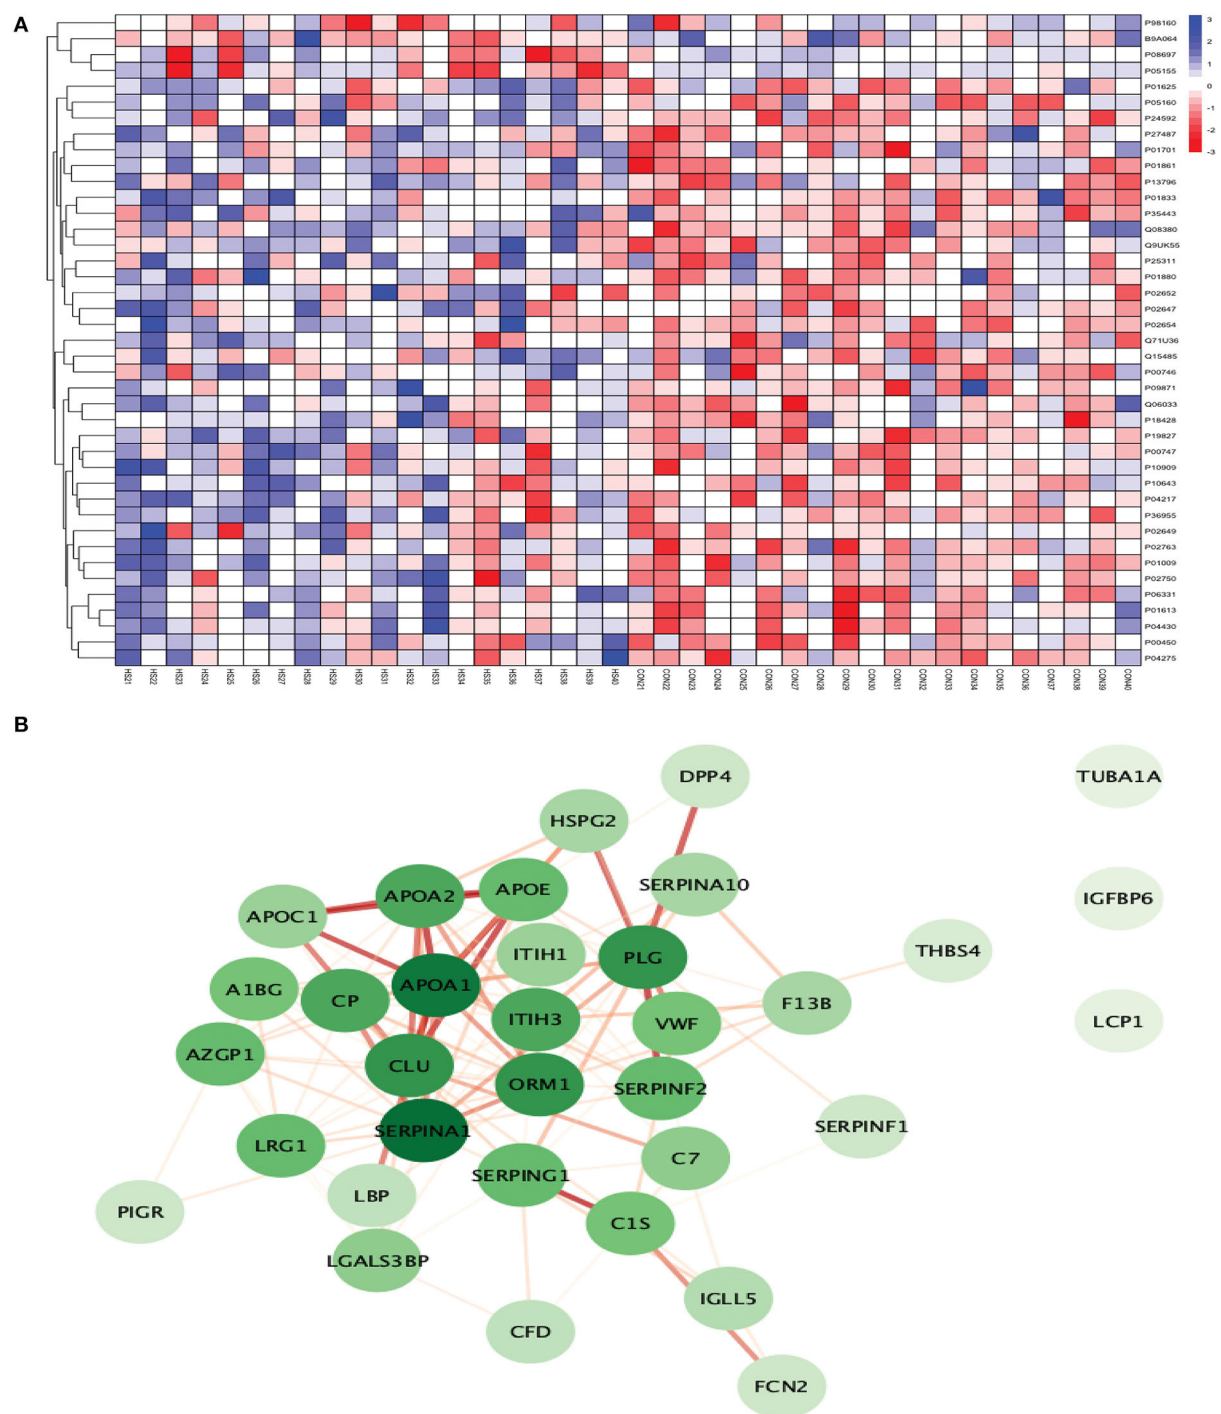 A
3
2
1
0
-1
-2
-3
P98160
B9A064
P08697
P05155
P01625
P05160
P24592
P27487
P01701
P01861
P13796
P01833
P35443
Q08380
Q9UK55
P25311
P01880
P02652
P02647
P02654
Q71U36
Q15485
P00746
P09871
Q06033
P18428
P19827
P00747
P10909
P10643
P04217
P36955
P02649
P02763
P01009
P02750
P06331
P01613
P04430
P00450
P04275
HS21 HS22 HS23 HS24 HS25 HS26 HS27 HS28 HS29 HS30 HS31 HS32 HS33 HS34 HS35 HS36 HS37 HS38 HS39 HS40 CON21 CON22 CON23 CON24 CON25 CON26 CON27 CON28 CON29 CON30 CON31 CON32 CON33 CON34 CON35 CON36 CON37 CON38 CON39 CON40
B
DPP4
TUBA1A
HSPG2
SERPINA10
APOA2
APOE
IGFBP6
APOC1
ITIH1
THBS4
PLG
APOA1
A1BG
CP
F13B
ITIH3
VWF
LCP1
AZGP1
CLU
ORM1
SERPINF2
SERPINA1
SERPINF1
LRG1
C7
SERPING1
LBP
PIGR
C1S
LGALS3BP
IGLL5
CFD
FCN2